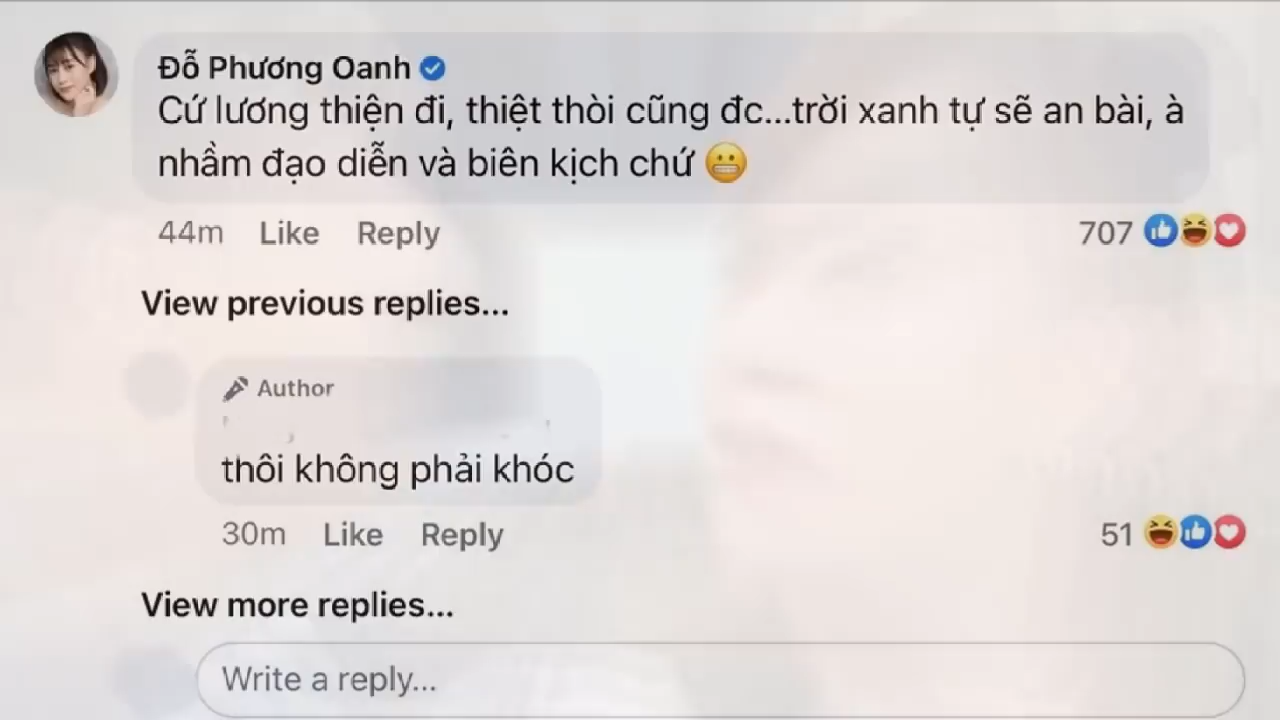 Đỗ Phương Oanh
Cứ lương thiện đi, thiệt thòi cũng đc...trời xanh tự sẽ an bài, à
nhầm đạo diễn và biên kịch chứ 😬
44m Like Reply 707
View previous replies...
Author
thôi không phải khóc
30m Like Reply 51
View more replies...
Write a reply...